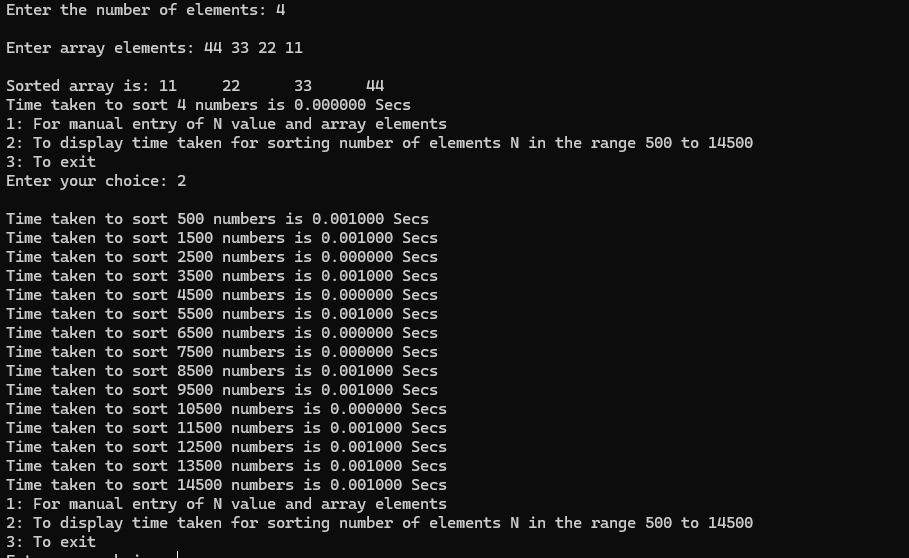 Enter the number of elements: 4
Enter array elements: 44 33 22 11
Sorted array is: 11     22      33      44
Time taken to sort 4 numbers is 0.000000 Secs
1: For manual entry of N value and array elements
2: To display time taken for sorting number of elements N in the range 500 to 14500
3: To exit
Enter your choice: 2
Time taken to sort 500 numbers is 0.001000 Secs
Time taken to sort 1500 numbers is 0.001000 Secs
Time taken to sort 2500 numbers is 0.000000 Secs
Time taken to sort 3500 numbers is 0.001000 Secs
Time taken to sort 4500 numbers is 0.000000 Secs
Time taken to sort 5500 numbers is 0.001000 Secs
Time taken to sort 6500 numbers is 0.000000 Secs
Time taken to sort 7500 numbers is 0.000000 Secs
Time taken to sort 8500 numbers is 0.001000 Secs
Time taken to sort 9500 numbers is 0.001000 Secs
Time taken to sort 10500 numbers is 0.000000 Secs
Time taken to sort 11500 numbers is 0.001000 Secs
Time taken to sort 12500 numbers is 0.001000 Secs
Time taken to sort 13500 numbers is 0.001000 Secs
Time taken to sort 14500 numbers is 0.001000 Secs
1: For manual entry of N value and array elements
2: To display time taken for sorting number of elements N in the range 500 to 14500
3: To exit